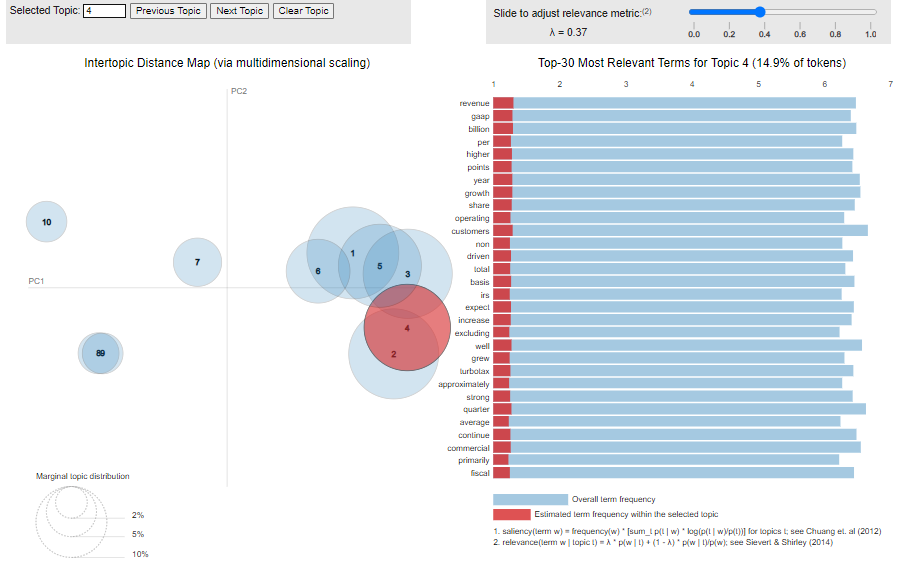 Selected Topic: 4 Previous Topic Next Topic Clear Topic
Slide to adjust relevance metric:(2)
λ = 0.37
0.0 0.2 0.4 0.6 0.8 1.0
Intertopic Distance Map (via multidimensional scaling)
PC2
PC1
10
7
6
1
5
3
4
2
89
Marginal topic distribution
2%
5%
10%
Top-30 Most Relevant Terms for Topic 4 (14.9% of tokens)
1 2 3 4 5 6 7
revenue
gaap
billion
per
higher
points
year
growth
share
operating
customers
non
driven
total
basis
irs
expect
increase
excluding
well
grew
turbotax
approximately
strong
quarter
average
continue
commercial
primarily
fiscal
Overall term frequency
Estimated term frequency within the selected topic
1. saliency(term w) = frequency(w) * [sum_t p(t | w) * log(p(t | w)/p(t))] for topics t; see Chuang et. al (2012)
2. relevance(term w | topic t) = λ * p(w | t) + (1 - λ) * p(w | t)/p(w); see Sievert & Shirley (2014)